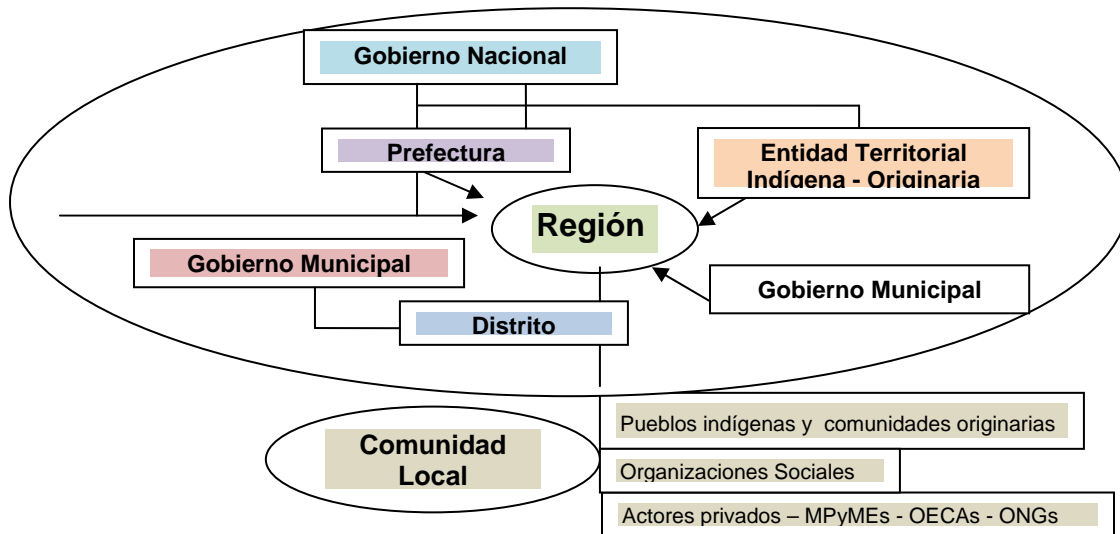 Gobierno Nacional
Prefectura
Entidad Territorial
Indígena - Originaria
Región
Gobierno Municipal
Gobierno Municipal
Distrito
Pueblos indígenas y comunidades originarias
Comunidad
Local
Organizaciones Sociales
Actores privados – MPyMEs - OECAs - ONGs